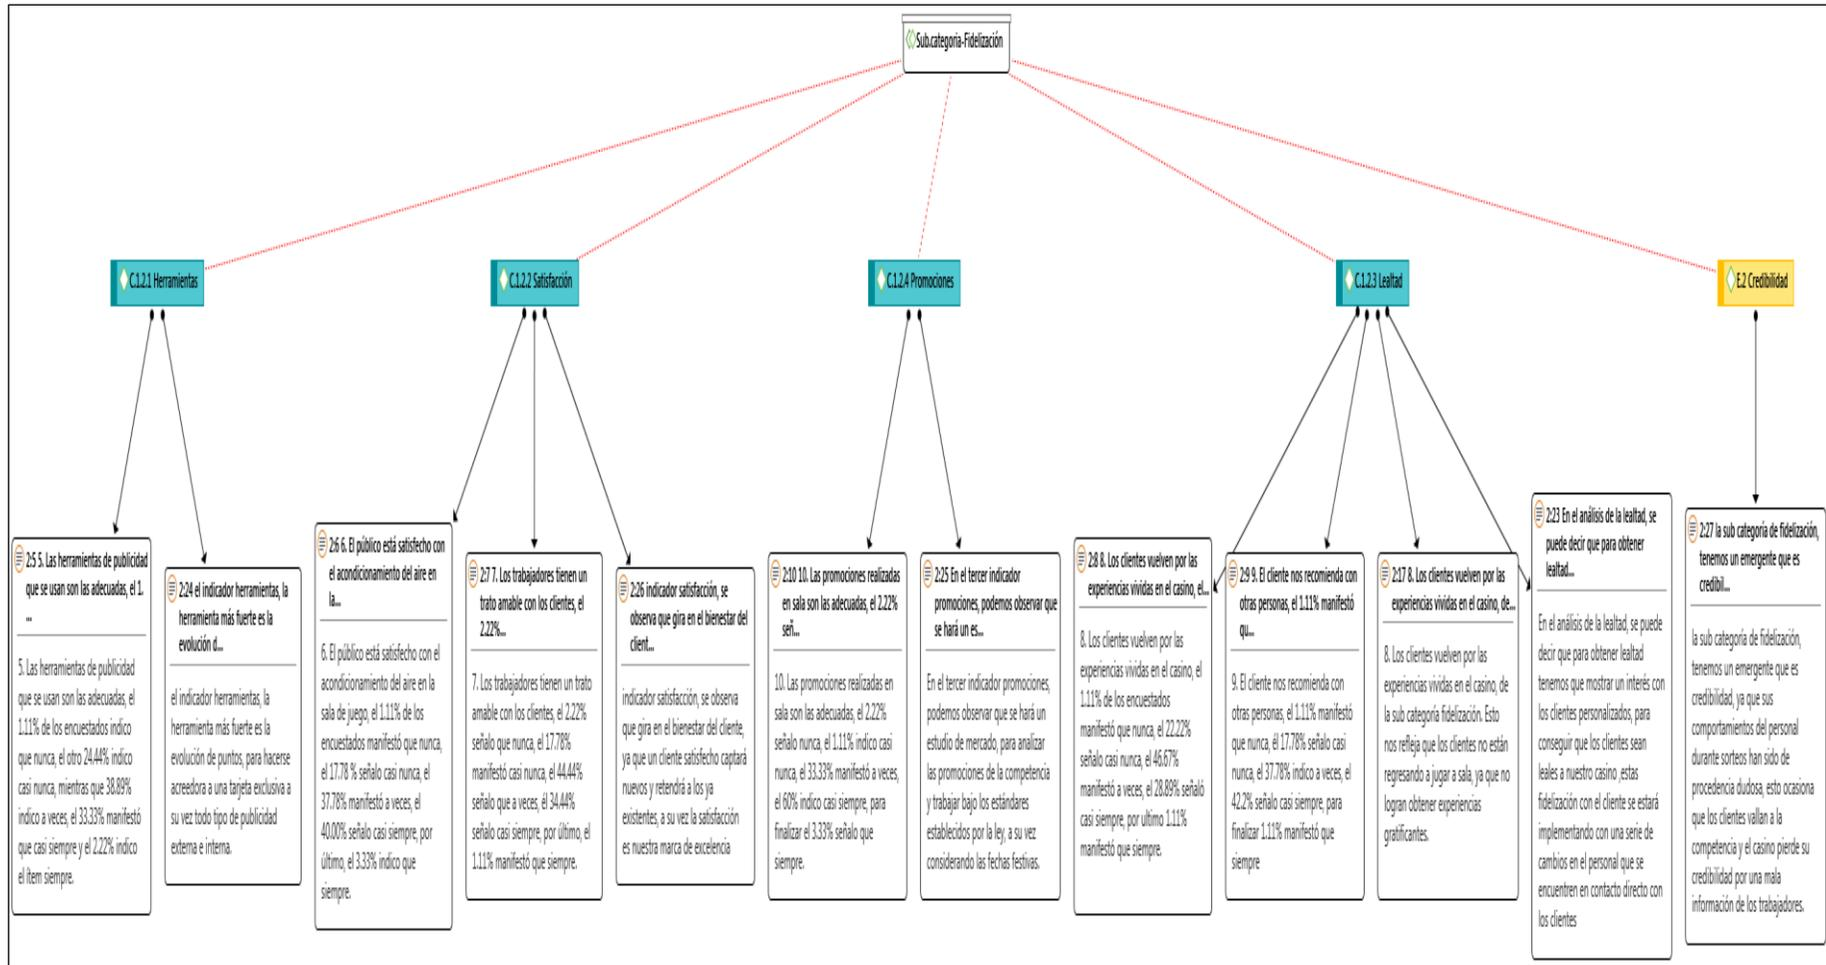 Sub.categoria-Fidelización
C.1.2.1 Herramientas
C.1.2.2 Satisfacción
C.1.2.4 Promociones
C.1.2.3 Lealtad
E.2 Credibilidad
2:5 5. Las herramientas de publicidad
que se usan son las adecuadas, el 1.
...
5. Las herramientas de publicidad
que se usan son las adecuadas, el
1.11% de los encuestados indico
que nunca, el otro 24.44% indico
casi nunca, mientras que 38.89%
indico a veces, el 33.33% manifestó
que casi siempre y el 2.22% indico
el ítem siempre.
2:24 el indicador herramientas, la
herramienta más fuerte es la
evolución d...
el indicador herramientas, la
herramienta más fuerte es la
evolución de puntos, para hacerse
acreedora a una tarjeta exclusiva a
su vez todo tipo de publicidad
externa e interna.
2:6 6. El público está satisfecho con
el acondicionamiento del aire en
la...
6. El público está satisfecho con el
acondicionamiento del aire en la
sala de juego, el 1.11% de los
encuestados manifestó que nunca,
el 17.78 % señalo casi nunca, el
37.78% manifestó a veces, el
40.00% señalo casi siempre, por
último, el 3.33% indico que
siempre.
2:7 7. Los trabajadores tienen un
trato amable con los clientes, el
2.22%...
7. Los trabajadores tienen un trato
amable con los clientes, el 2.22%
señalo que nunca, el 17.78%
manifestó casi nunca, el 44.44%
señalo que a veces, él 34.44%
señalo casi siempre, por último, el
1.11% manifestó que siempre.
2:26 indicador satisfacción, se
observa que gira en el bienestar del
client...
indicador satisfacción, se observa
que gira en el bienestar del cliente,
ya que un cliente satisfecho captará
nuevos y retendrá a los ya
existentes, a su vez la satisfacción
es nuestra marca de excelencia
2:10 10. Las promociones realizadas
en sala son las adecuadas, el 2.22%
señ...
10. Las promociones realizadas en
sala son las adecuadas, el 2.22%
señalo nunca, el 1.11% indico casi
nunca, el 33.33% manifestó a veces,
el 60% indico casi siempre, para
finalizar el 3.33% señalo que
siempre.
2:25 En el tercer indicador
promociones, podemos observar que
se hará un es...
En el tercer indicador promociones,
podemos observar que se hará un
estudio de mercado, para analizar
las promociones de la competencia
y trabajar bajo los estándares
establecidos por la ley, a su vez
considerando las fechas festivas.
2:8 8. Los clientes vuelven por las
experiencias vividas en el casino, el...
8. Los clientes vuelven por las
experiencias vividas en el casino, el
1.11% de los encuestados
manifestó que nunca, el 22.22%
señalo casi nunca, el 46.67%
manifestó a veces, el 28.89% señaló
casi siempre, por ultimo 1.11%
manifestó que siempre.
2:9 9. El cliente nos recomienda con
otras personas, el 1.11% manifestó
qu...
9. El cliente nos recomienda con
otras personas, el 1.11% manifestó
que nunca, él 17.78% señaló casi
nunca, el 37.78% indico a veces, el
42.2% señalo casi siempre, para
finalizar 1.11% manifestó que
siempre
2:17 8. Los clientes vuelven por las
experiencias vividas en el casino, de...
8. Los clientes vuelven por las
experiencias vividas en el casino, de
la sub categoría fidelización. Esto
nos refleja que los clientes no están
regresando a jugar a sala, ya que no
logran obtener experiencias
gratificantes.
2:23 En el análisis de la lealtad, se
puede decir que para obtener
lealtad...
En el análisis de la lealtad, se puede
decir que para obtener lealtad
tenemos que mostrar un interés con
los clientes personalizados, para
conseguir que los clientes sean
leales a nuestro casino ,estas
fidelización con el cliente se estará
implementando con una serie de
cambios en el personal que se
encuentren en contacto directo con
los clientes
2:27 la sub categoría de fidelización,
tenemos un emergente que es
credibil...
la sub categoría de fidelización,
tenemos un emergente que es
credibilidad, ya que sus
comportamientos del personal
durante sorteos han sido de
procedencia dudosa, esto ocasiona
que los clientes vallan a la
competencia y el casino pierde su
credibilidad por una mala
información de los trabajadores.